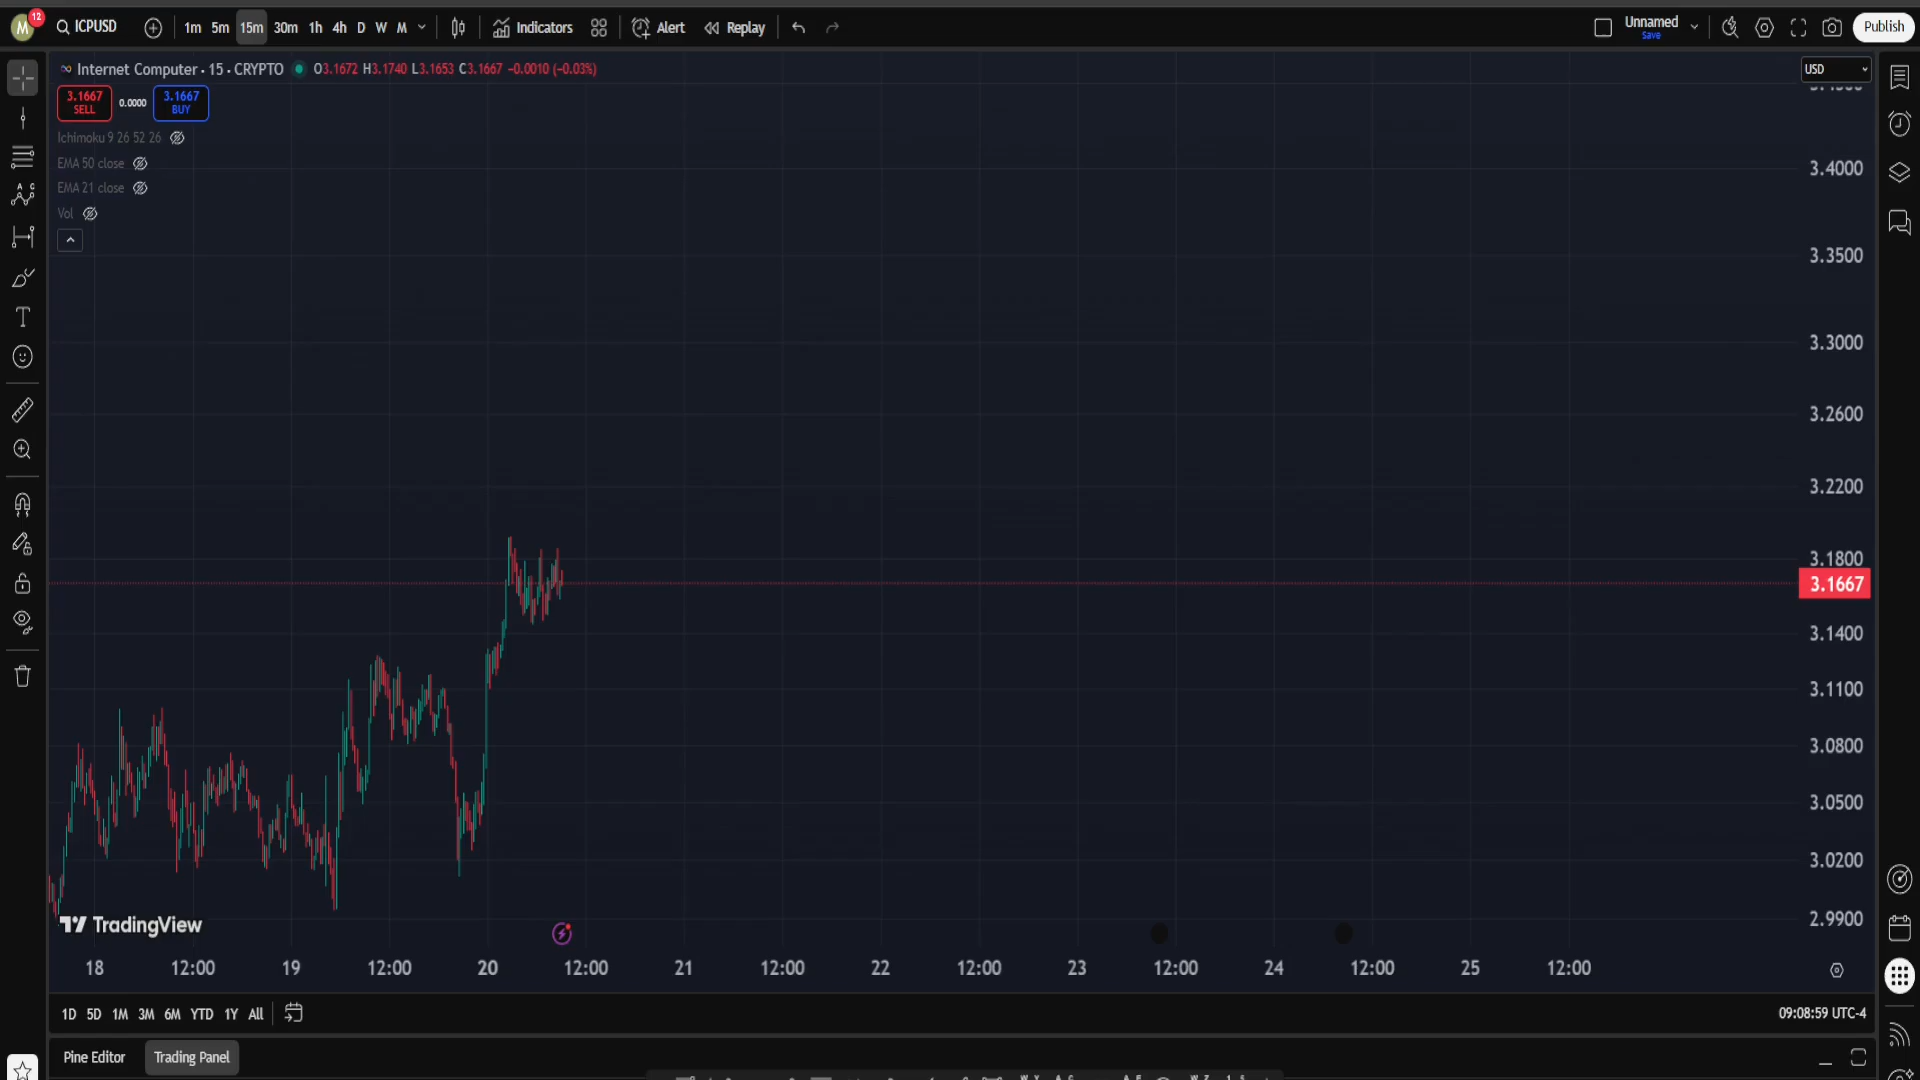 M 12 ICPUSD 1m 5m 15m 30m 1h 4h D W M Indicators Alert Replay Unnamed Save Publish
Internet Computer · 15 · CRYPTO O3.1672 H3.1740 L3.1653 C3.1667 −0.0010 (−0.03%) USD
3.1667 SELL 0.0000 3.1667 BUY
Ichimoku 9 26 52 26
EMA 50 close
EMA 21 close
Vol
3.4000
3.3500
3.3000
3.2600
3.2200
3.1800
3.1667
3.1400
3.1100
3.0800
3.0500
3.0200
2.9900
TradingView
18 12:00 19 12:00 20 12:00 21 12:00 22 12:00 23 12:00 24 12:00 25 12:00
1D 5D 1M 3M 6M YTD 1Y All 09:08:59 UTC-4
Pine Editor Trading Panel